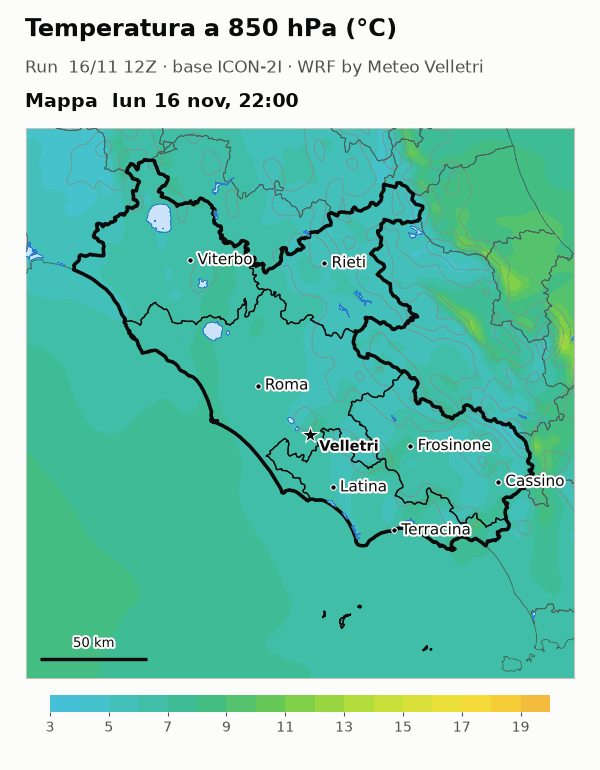 Temperatura a 850 hPa (°C)
Run  16/11 12Z · base ICON-2I · WRF by Meteo Velletri
Mappa  lun 16 nov, 22:00
Viterbo
Rieti
Roma
Velletri
Frosinone
Cassino
Latina
Terracina
50 km
3 5 7 9 11 13 15 17 19